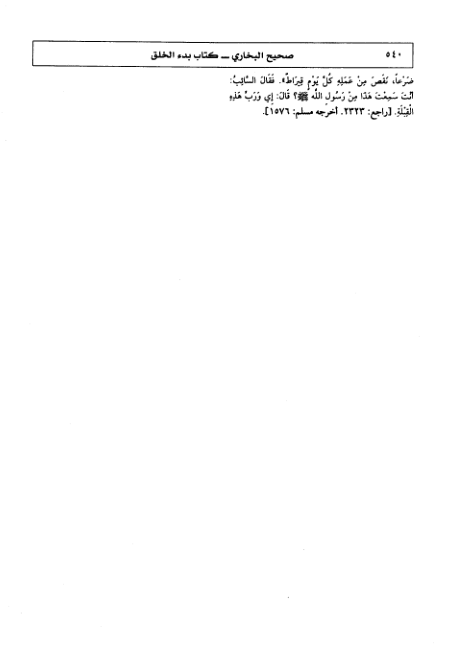 ٥٤٠
صحيح البخاري ــ كتاب بدء الخلق
ضَرْعاً، نَقَصَ مِنْ عَمَلِهِ كُلَّ يَوْمٍ قِيرَاطٌ». فَقَالَ السَّائِبُ:
أَنْتَ سَمِعْتَ هَذَا مِنْ رَسُولِ اللَّهِ ﷺ؟ قَالَ: إِي وَرَبِّ هَذِهِ
الْقِبْلَةِ. [راجع: ٢٣٢٣. أخرجه مسلم: ١٥٧٦].